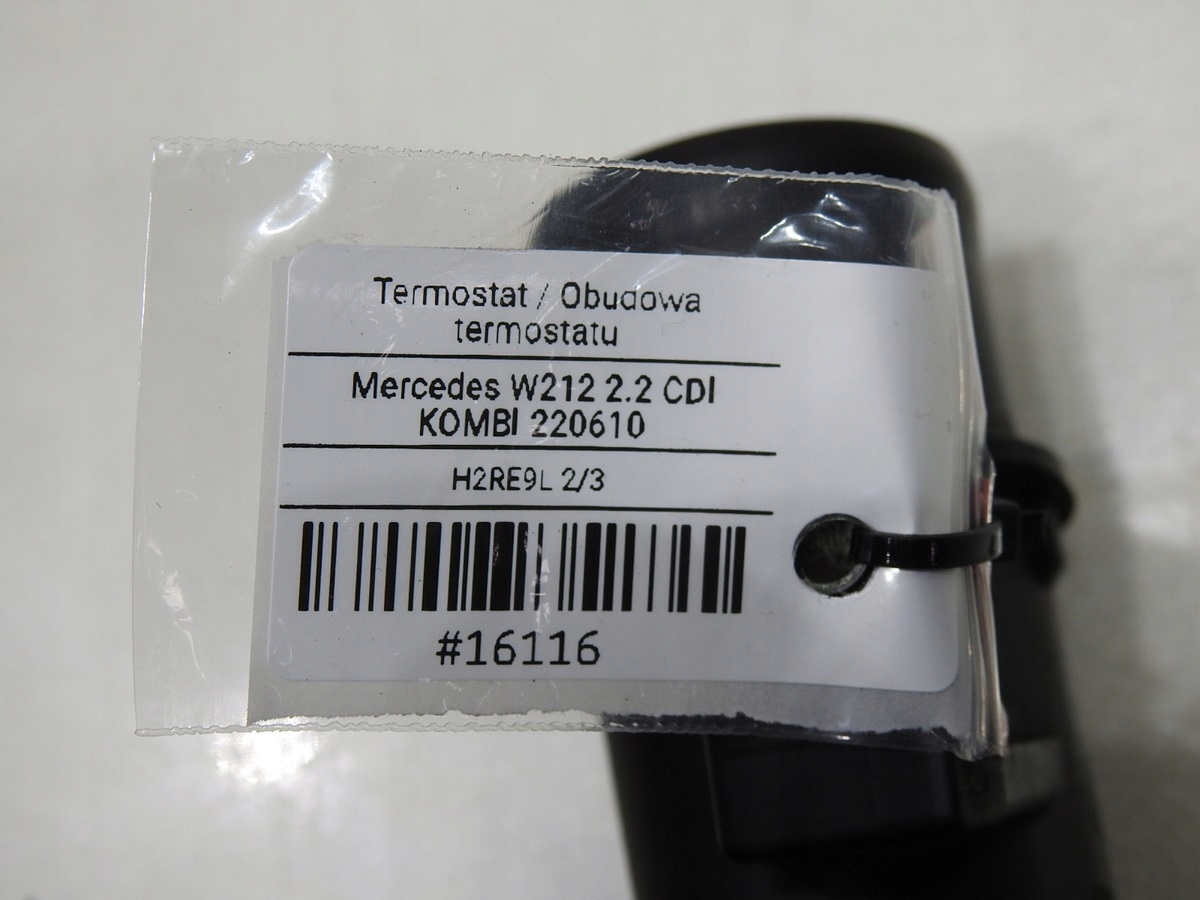 Termostat / Obudowa
termostatu
Mercedes W212 2.2 CDI
KOMBI 220610
H2RE9L 2/3
#16116